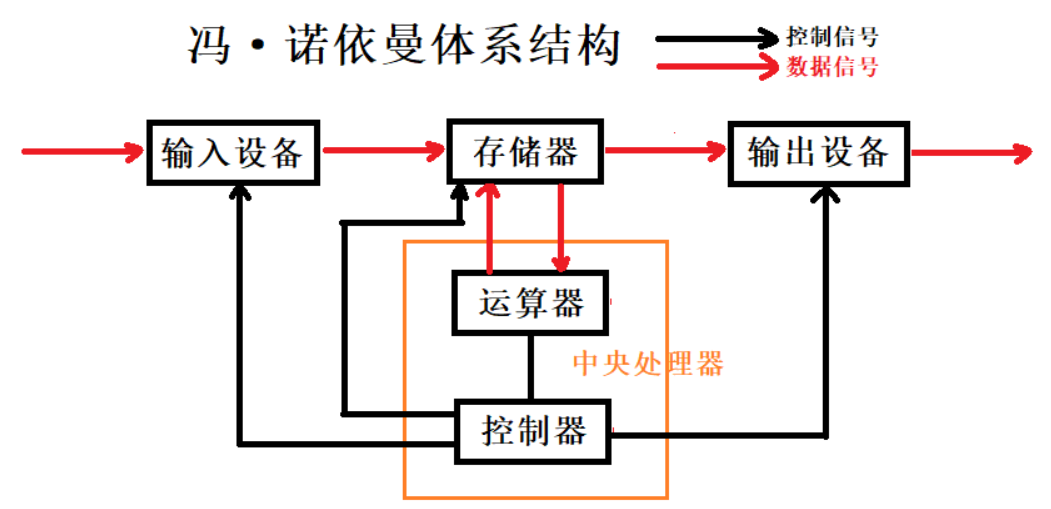 冯·诺依曼体系结构
控制信号
数据信号
输入设备
存储器
输出设备
运算器
中央处理器
控制器